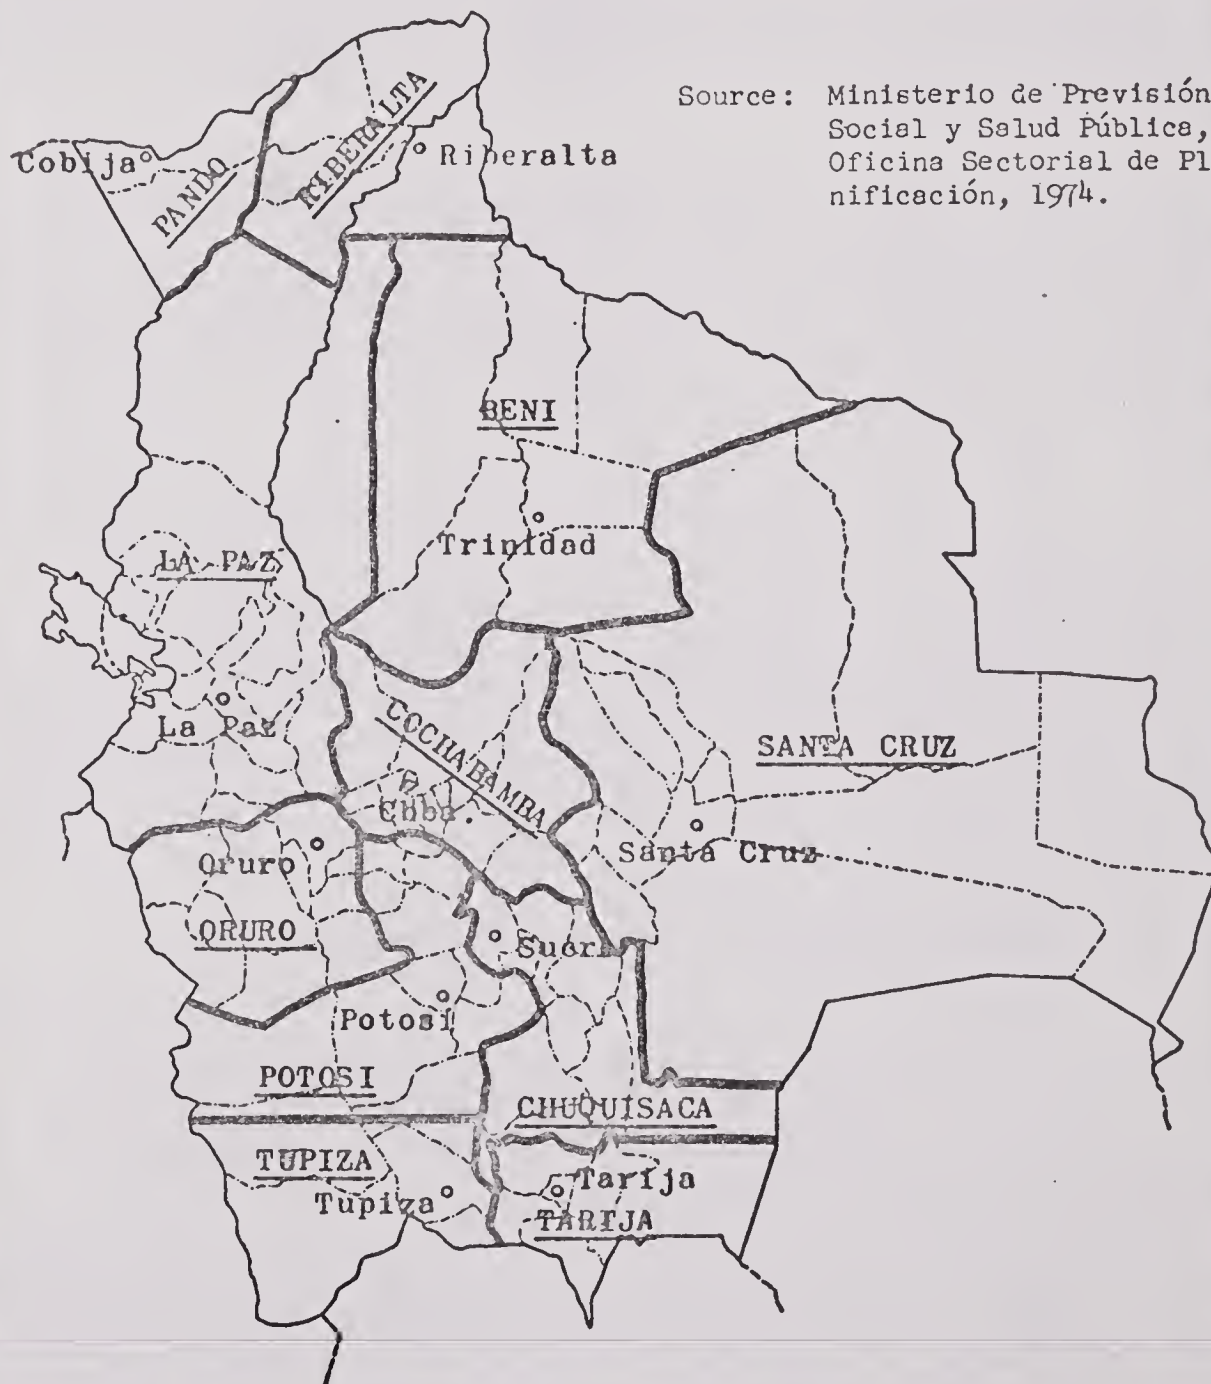 Source: Ministerio de Previsión
Social y Salud Pública,
Oficina Sectorial de Pl
nificación, 1974.
Cobija
PANDO
RIBERALTA
Riberalta
BENI
Trinidad
LA PAZ
La Paz
COCHABAMBA
Cbba.
SANTA CRUZ
Santa Cruz
Oruro
ORURO
Sucre
Potosí
POTOSI
CHUQUISACA
TUPIZA
Tupiza
Tarija
TARIJA